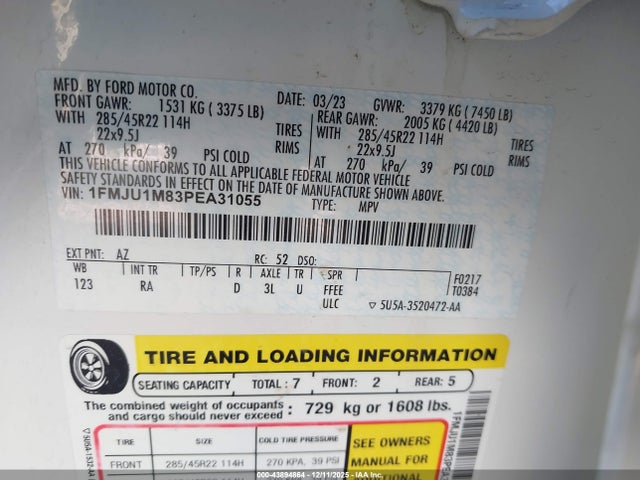 MFD. BY FORD MOTOR CO.
DATE: 03/23 GVWR: 3379 KG (7450 LB)
FRONT GAWR: 1531 KG (3375 LB) REAR GAWR: 2005 KG (4420 LB)
WITH 285/45R22 114H TIRES WITH 285/45R22 114H TIRES
22x9.5J RIMS 22x9.5J RIMS
AT 270 kPa/ 39 PSI COLD AT 270 kPa/ 39 PSI COLD
THIS VEHICLE CONFORMS TO ALL APPLICABLE FEDERAL MOTOR VEHICLE
SAFETY STANDARDS IN EFFECT ON THE DATE OF MANUFACTURE SHOWN ABOVE.
VIN: 1FMJU1M83PEA31055 TYPE: MPV
EXT PNT: AZ RC: 52 DSO:
WB INT TR TP/PS R AXLE TR SPR F0217
123 RA D 3L U FFEE T0384
ULC ▽ 5U5A-3520472-AA
TIRE AND LOADING INFORMATION
SEATING CAPACITY TOTAL: 7 FRONT: 2 REAR: 5
The combined weight of occupants and cargo should never exceed: 729 kg or 1608 lbs.
TIRE SIZE COLD TIRE PRESSURE SEE OWNERS
FRONT 285/45R22 114H 270 KPA, 39 PSI MANUAL FOR
43894864 12/11/2025 IAA Inc.